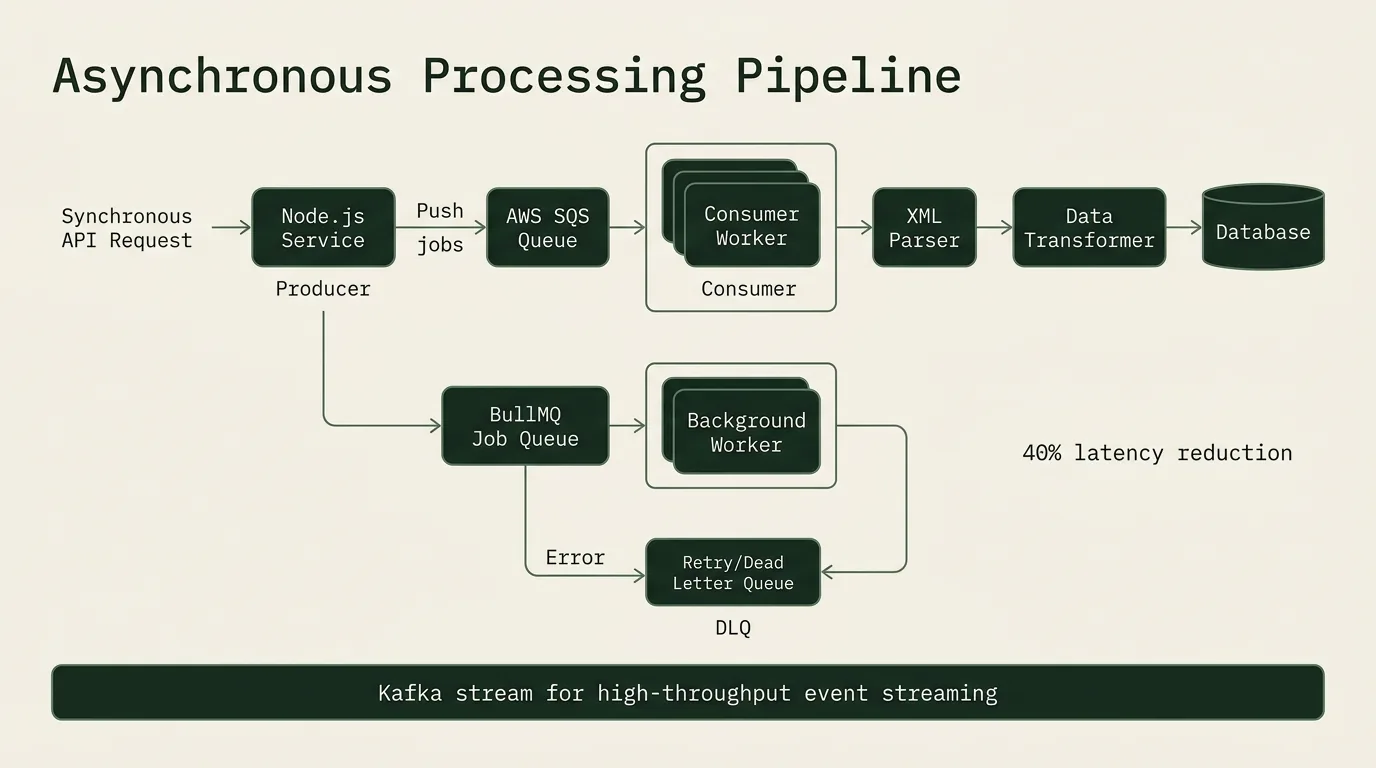 Asynchronous Processing Pipeline
Synchronous
API Request
Node.js
Service
Producer
Push
jobs
AWS SQS
Queue
Consumer
Worker
Consumer
XML
Parser
Data
Transformer
Database
BullMQ
Job Queue
Background
Worker
40% latency reduction
Error
Retry/Dead
Letter Queue
DLQ
Kafka stream for high-throughput event streaming